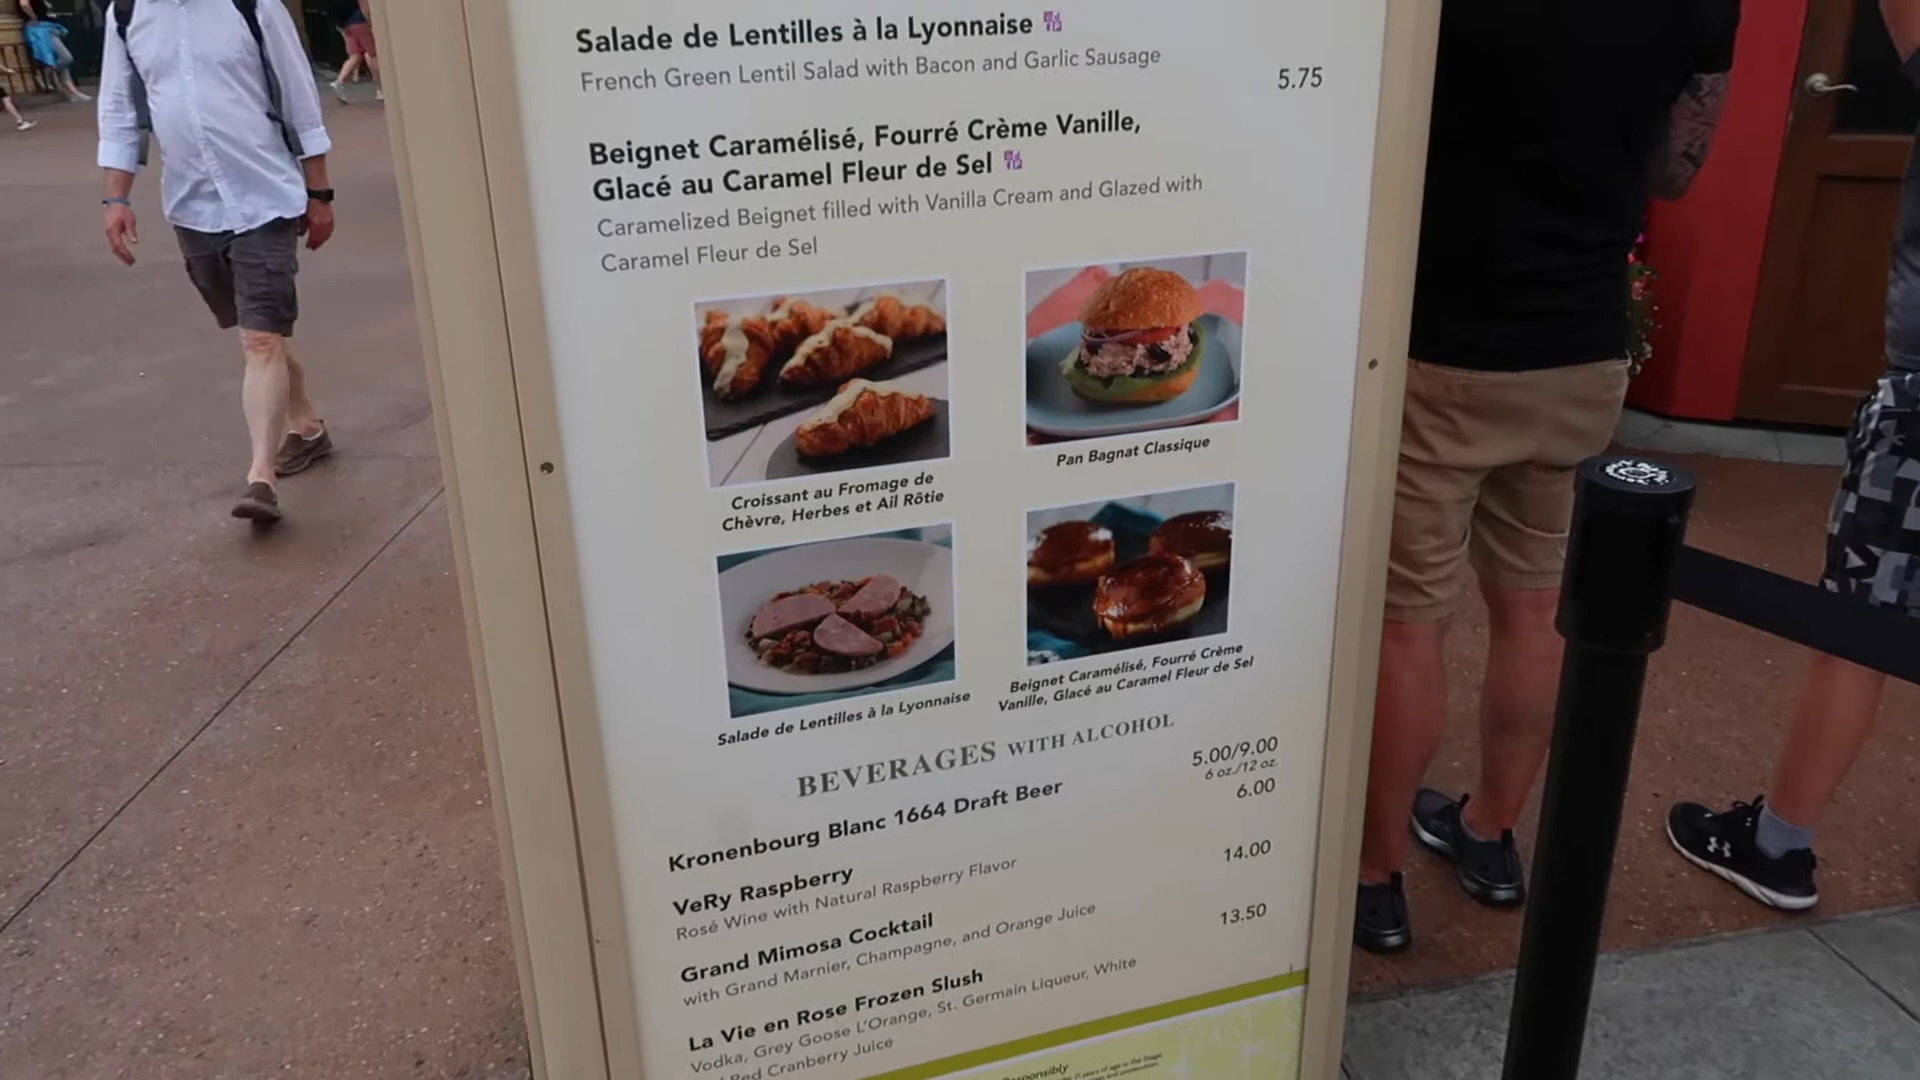 Salade de Lentilles à la Lyonnaise
French Green Lentil Salad with Bacon and Garlic Sausage
5.75
Beignet Caramélisé, Fourré Crème Vanille,
Glacé au Caramel Fleur de Sel
Caramelized Beignet filled with Vanilla Cream and Glazed with
Caramel Fleur de Sel
Croissant au Fromage de
Chèvre, Herbes et Ail Rôtie
Pan Bagnat Classique
Salade de Lentilles à la Lyonnaise
Beignet Caramélisé, Fourré Crème
Vanille, Glacé au Caramel Fleur de Sel
BEVERAGES WITH ALCOHOL
Kronenbourg Blanc 1664 Draft Beer 5.00/9.00
6 oz./12 oz.
VeRy Raspberry 6.00
Rosé Wine with Natural Raspberry Flavor
Grand Mimosa Cocktail 14.00
with Grand Marnier, Champagne, and Orange Juice
La Vie en Rose Frozen Slush 13.50
Vodka, Grey Goose L'Orange, St. Germain Liqueur, White
Red Cranberry Juice